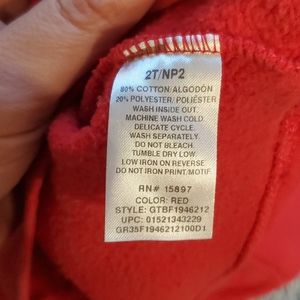 2T/NP2
80% COTTON/ALGODÓN
20% POLYESTER/POLIÉSTER
WASH INSIDE OUT.
MACHINE WASH COLD.
DELICATE CYCLE.
WASH SEPARATELY.
DO NOT BLEACH.
TUMBLE DRY LOW.
LOW IRON ON REVERSE
DO NOT IRON PRINT/MOTIF.
RN# 15897
COLOR: RED
STYLE: GTBF1946212
UPC: 01521343229
GR35F1946212100D1